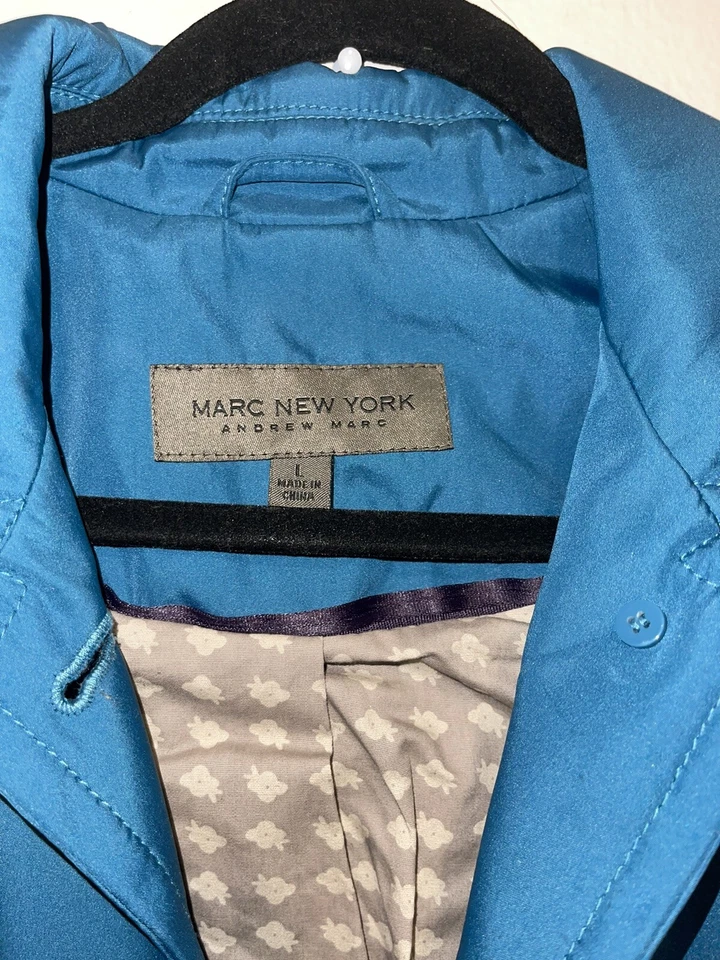 MARC NEW YORK
ANDREW MARC
L
MADE IN
CHINA